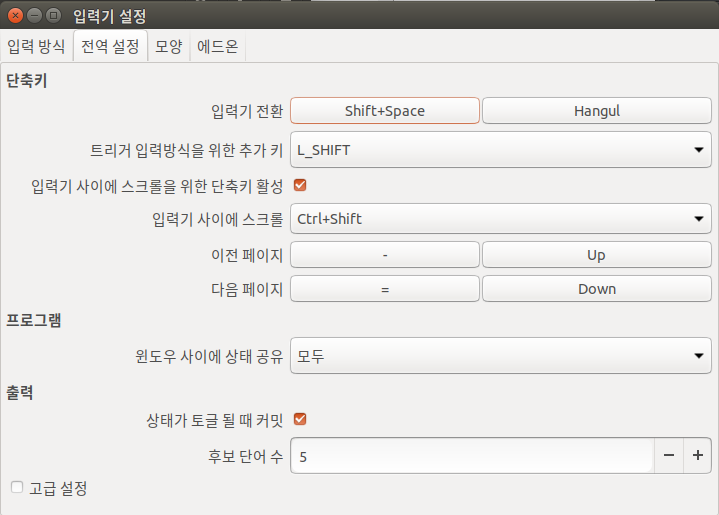 입력기 설정
입력 방식 전역 설정 모양 에드온
단축키
입력기 전환 Shift+Space Hangul
트리거 입력방식을 위한 추가 키 L_SHIFT
입력기 사이에 스크롤을 위한 단축키 활성
입력기 사이에 스크롤 Ctrl+Shift
이전 페이지 - Up
다음 페이지 = Down
프로그램
윈도우 사이에 상태 공유 모두
출력
상태가 토글 될 때 커밋
후보 단어 수 5 − +
고급 설정